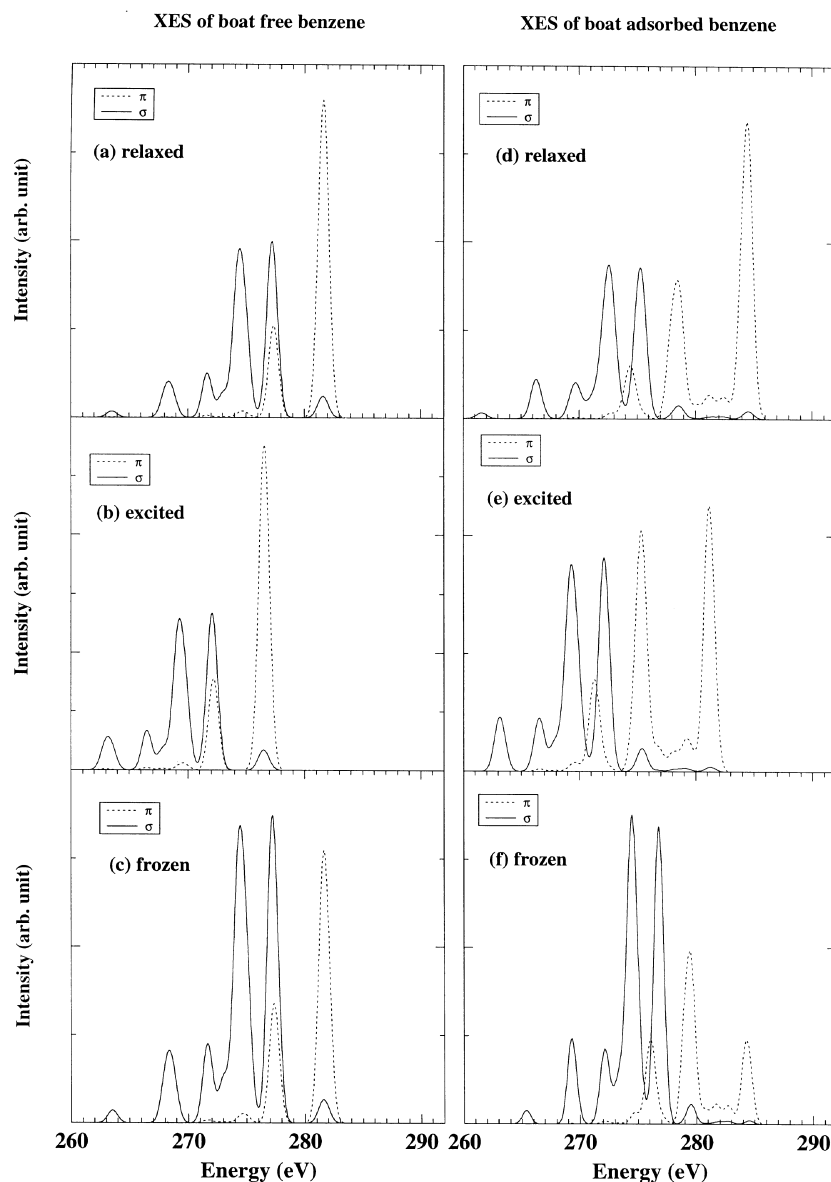 XES of boat free benzene
XES of boat adsorbed benzene
π
σ
(a) relaxed
π
σ
(d) relaxed
Intensity (arb. unit)
π
σ
(b) excited
π
σ
(e) excited
Intensity (arb. unit)
π
σ
(c) frozen
π
σ
(f) frozen
Intensity (arb. unit)
260 270 280 290
260 270 280 290
Energy (eV)
Energy (eV)